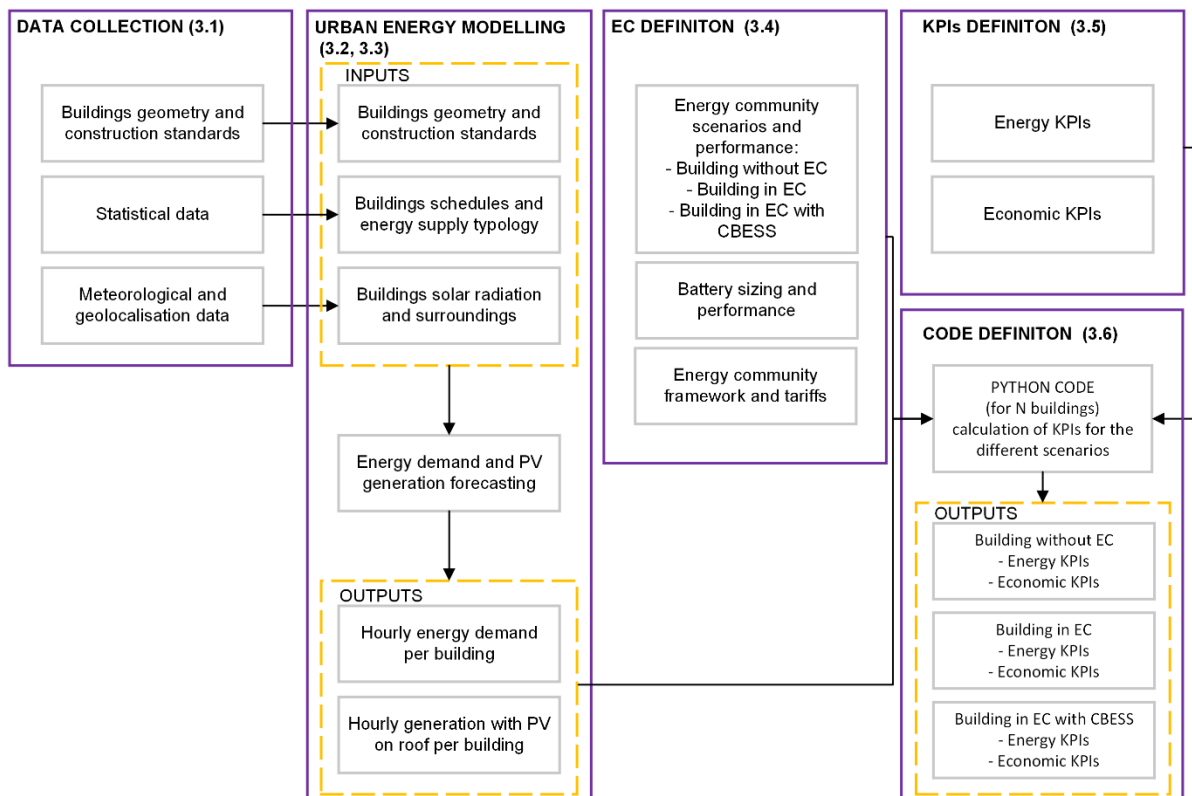 DATA COLLECTION (3.1)
Buildings geometry and
construction standards
Statistical data
Meteorological and
geolocalisation data
URBAN ENERGY MODELLING
(3.2, 3.3)
INPUTS
Buildings geometry and
construction standards
Buildings schedules and
energy supply typology
Buildings solar radiation
and surroundings
Energy demand and PV
generation forecasting
OUTPUTS
Hourly energy demand
per building
Hourly generation with PV
on roof per building
EC DEFINITON (3.4)
Energy community
scenarios and
performance:
- Building without EC
- Building in EC
- Building in EC with
CBESS
Battery sizing and
performance
Energy community
framework and tariffs
KPIs DEFINITON (3.5)
Energy KPIs
Economic KPIs
CODE DEFINITON (3.6)
PYTHON CODE
(for N buildings)
calculation of KPIs for the
different scenarios
OUTPUTS
Building without EC
- Energy KPIs
- Economic KPIs
Building in EC
- Energy KPIs
- Economic KPIs
Building in EC with CBESS
- Energy KPIs
- Economic KPIs